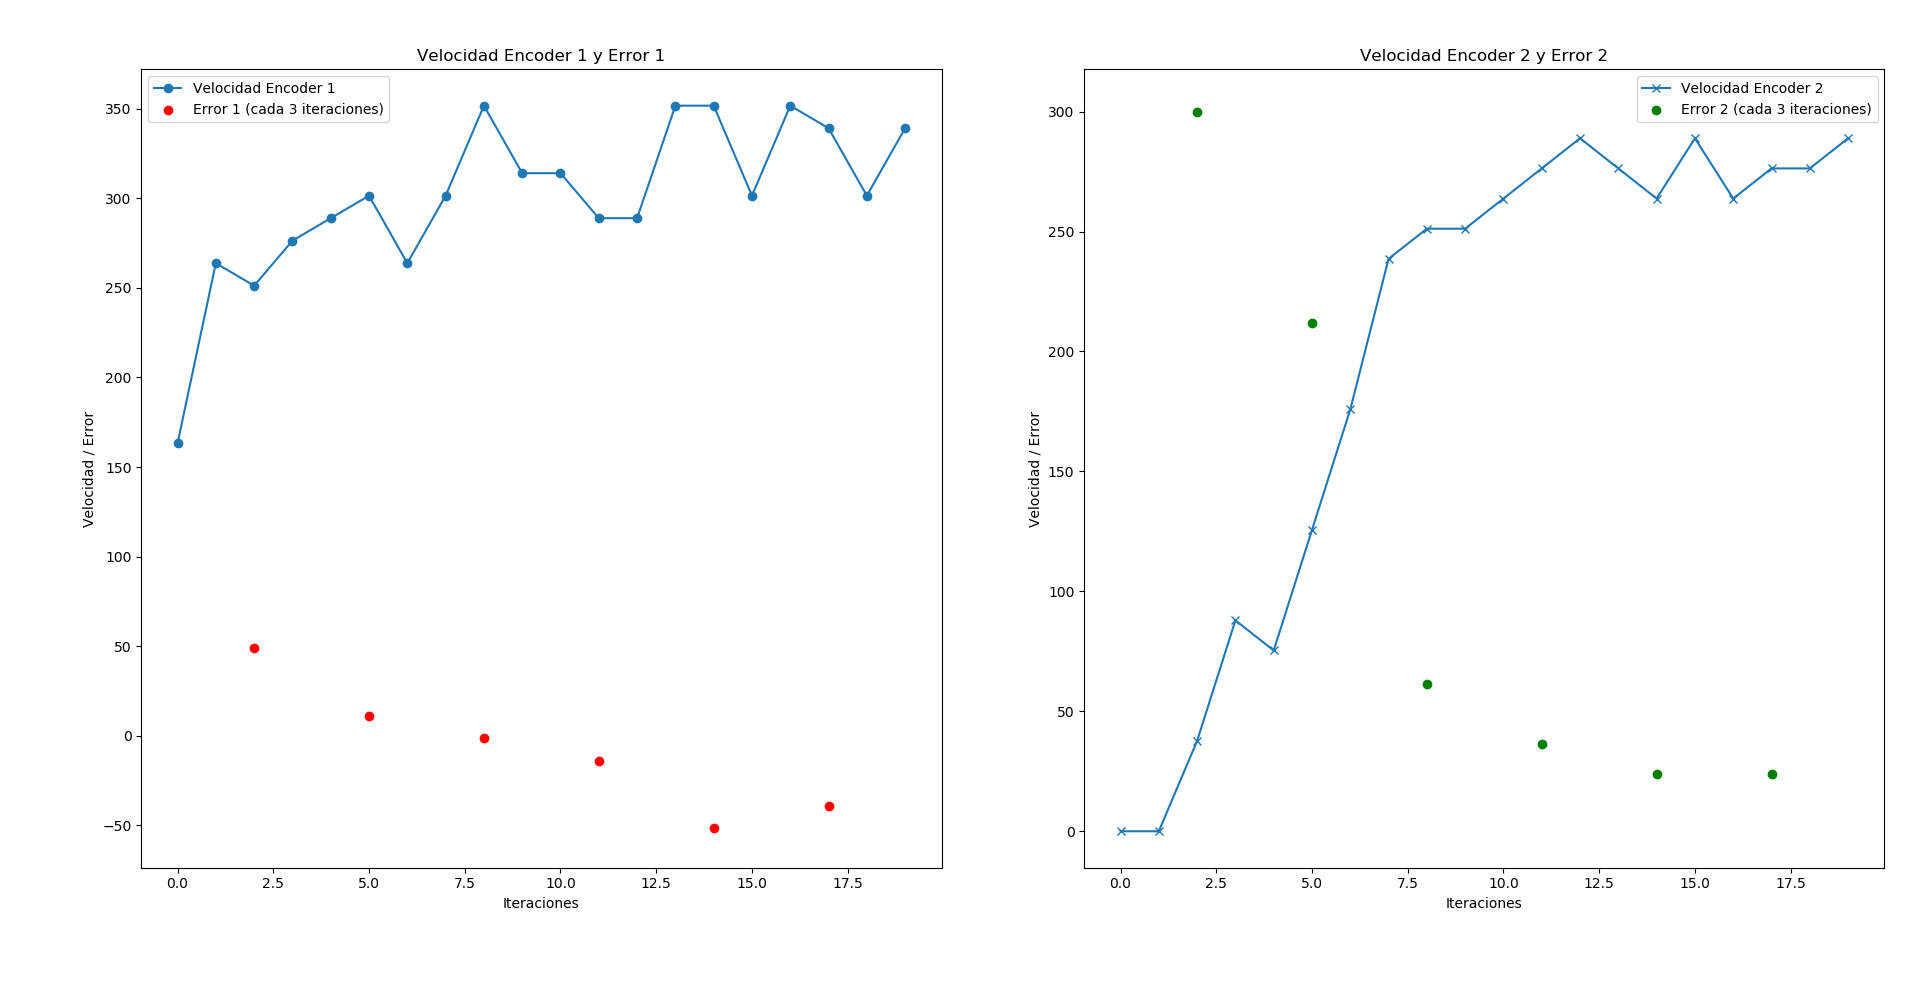 Velocidad Encoder 1 y Error 1
Velocidad Encoder 1
Error 1 (cada 3 iteraciones)
350
300
250
200
150
100
50
0
−50
Velocidad / Error
0.0 2.5 5.0 7.5 10.0 12.5 15.0 17.5
Iteraciones
Velocidad Encoder 2 y Error 2
Velocidad Encoder 2
Error 2 (cada 3 iteraciones)
300
250
200
150
100
50
0
Velocidad / Error
0.0 2.5 5.0 7.5 10.0 12.5 15.0 17.5
Iteraciones